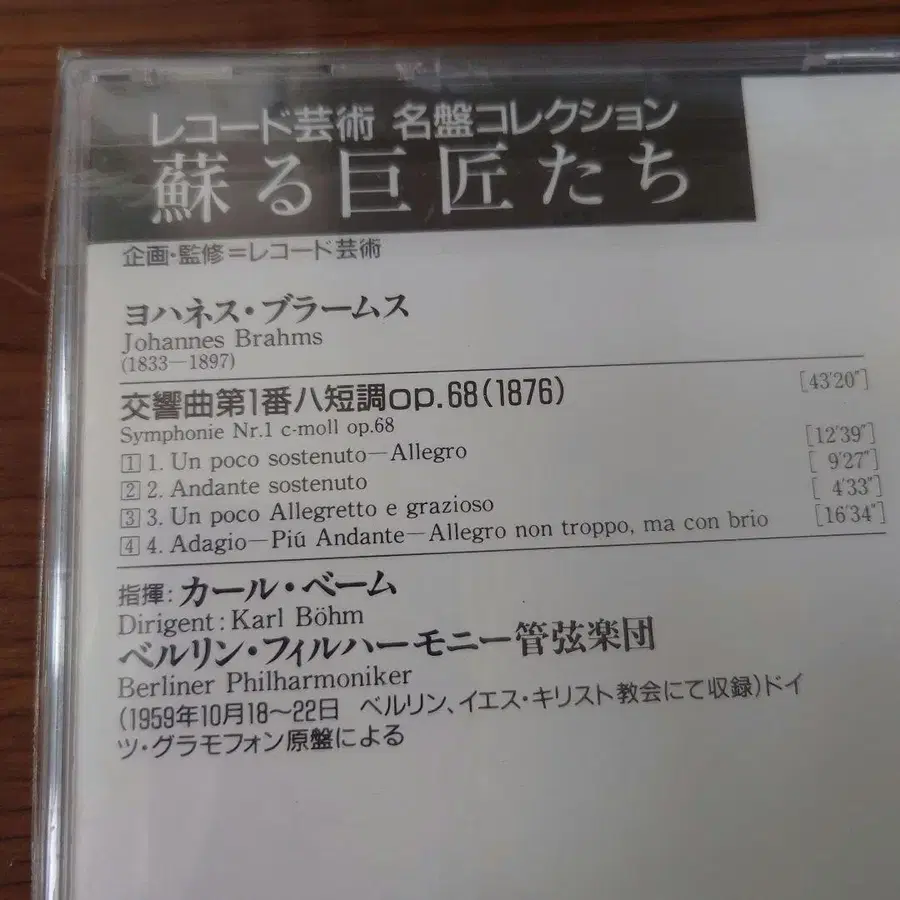 レコード芸術 名盤コレクション
蘇る巨匠たち
企画・監修＝レコード芸術
ヨハネス・ブラームス
Johannes Brahms
(1833―1897)
交響曲第1番ハ短調op.68(1876) [43'20"]
Symphonie Nr.1 c-moll op.68
1 1. Un poco sostenuto―Allegro [12'39"]
2 2. Andante sostenuto [ 9'27"]
3 3. Un poco Allegretto e grazioso [ 4'33"]
4 4. Adagio―Piú Andante―Allegro non troppo, ma con brio [16'34"]
指揮:カール・ベーム
Dirigent:Karl Böhm
ベルリン・フィルハーモニー管弦楽団
Berliner Philharmoniker
(1959年10月18～22日 ベルリン、イエス・キリスト教会にて収録)ドイ
ツ・グラモフォン原盤による